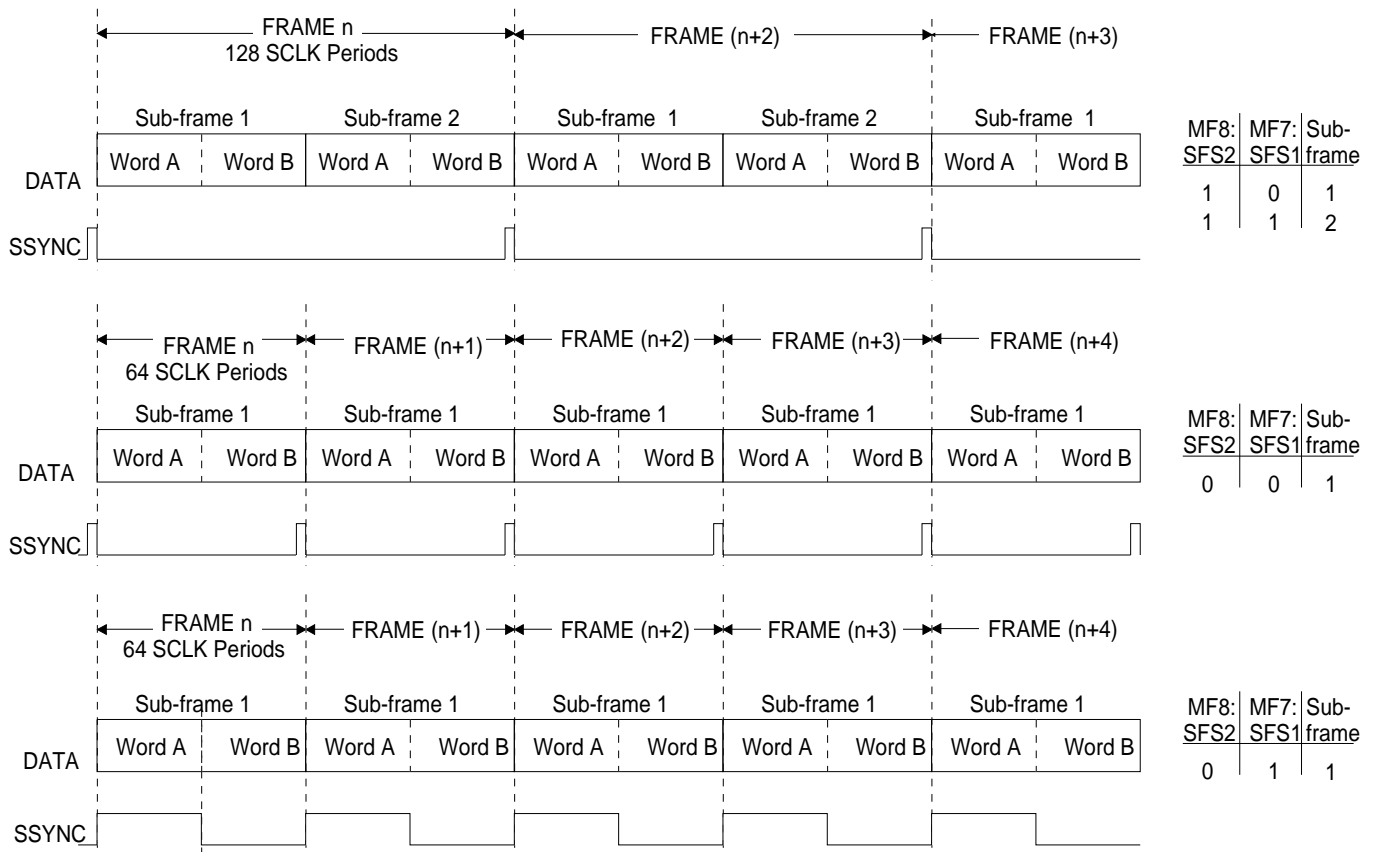 FRAME n
128 SCLK Periods
FRAME (n+2)
FRAME (n+3)
Sub-frame 1 Sub-frame 2 Sub-frame 1 Sub-frame 2 Sub-frame 1
DATA Word A Word B Word A Word B Word A Word B Word A Word B Word A Word B
SSYNC
MF8: MF7: Sub-
SFS2 SFS1 frame
1 0 1
1 1 2
FRAME n
64 SCLK Periods
FRAME (n+1)
FRAME (n+2)
FRAME (n+3)
FRAME (n+4)
Sub-frame 1 Sub-frame 1 Sub-frame 1 Sub-frame 1 Sub-frame 1
DATA Word A Word B Word A Word B Word A Word B Word A Word B Word A Word B
SSYNC
MF8: MF7: Sub-
SFS2 SFS1 frame
0 0 1
FRAME n
64 SCLK Periods
FRAME (n+1)
FRAME (n+2)
FRAME (n+3)
FRAME (n+4)
Sub-frame 1 Sub-frame 1 Sub-frame 1 Sub-frame 1 Sub-frame 1
DATA Word A Word B Word A Word B Word A Word B Word A Word B Word A Word B
SSYNC
MF8: MF7: Sub-
SFS2 SFS1 frame
0 1 1